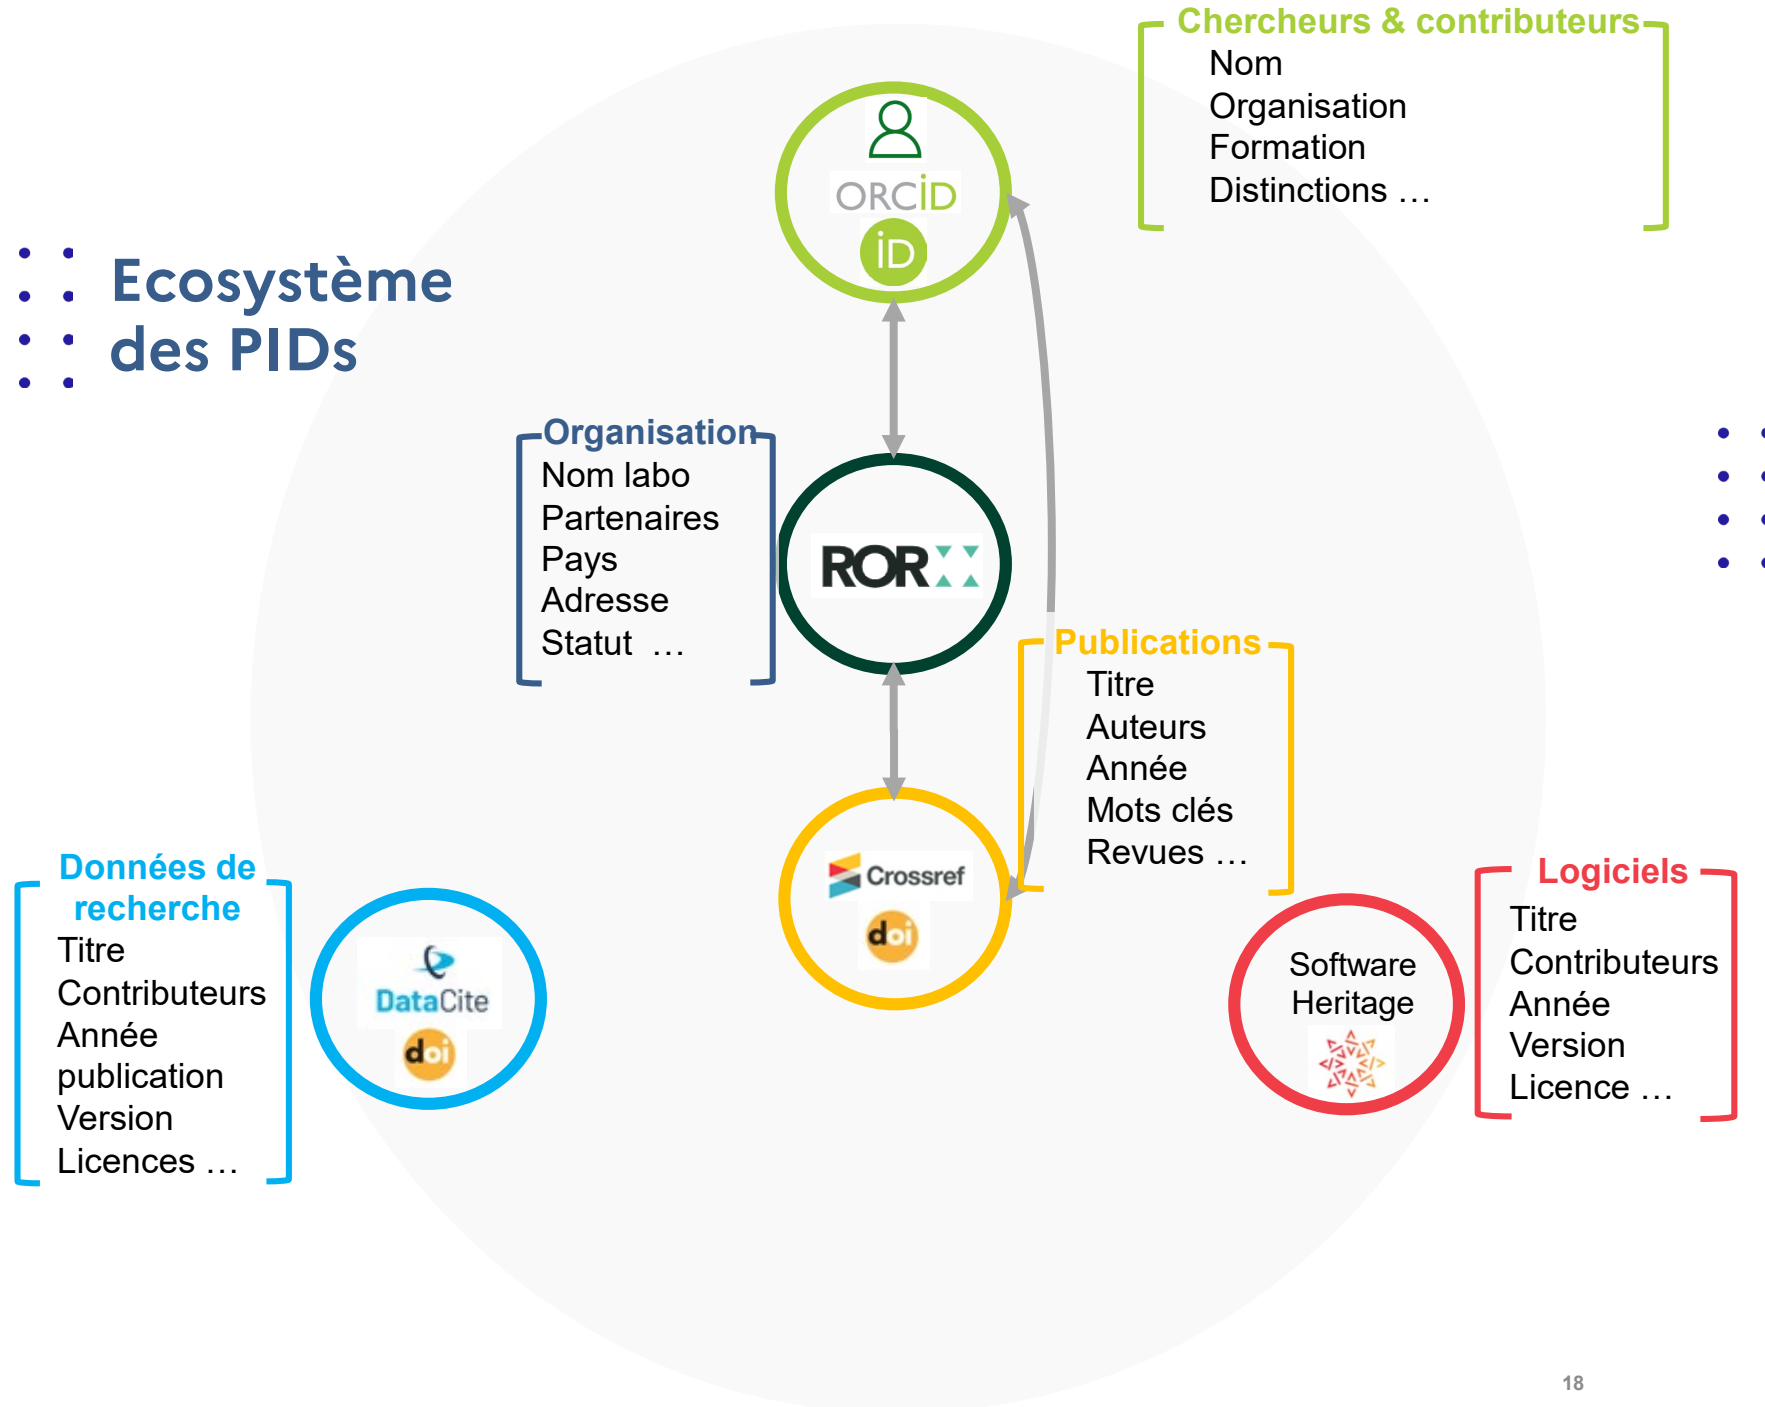 Chercheurs & contributeurs
Nom
Organisation
Formation
Distinctions …
ORCiD
iD
Ecosystème
des PIDs
Organisation
Nom labo
Partenaires
Pays
Adresse
Statut …
ROR
Publications
Titre
Auteurs
Année
Mots clés
Revues …
Crossref
doi
Données de
recherche
Titre
Contributeurs
Année
publication
Version
Licences …
DataCite
doi
Software
Heritage
Logiciels
Titre
Contributeurs
Année
Version
Licence …
18